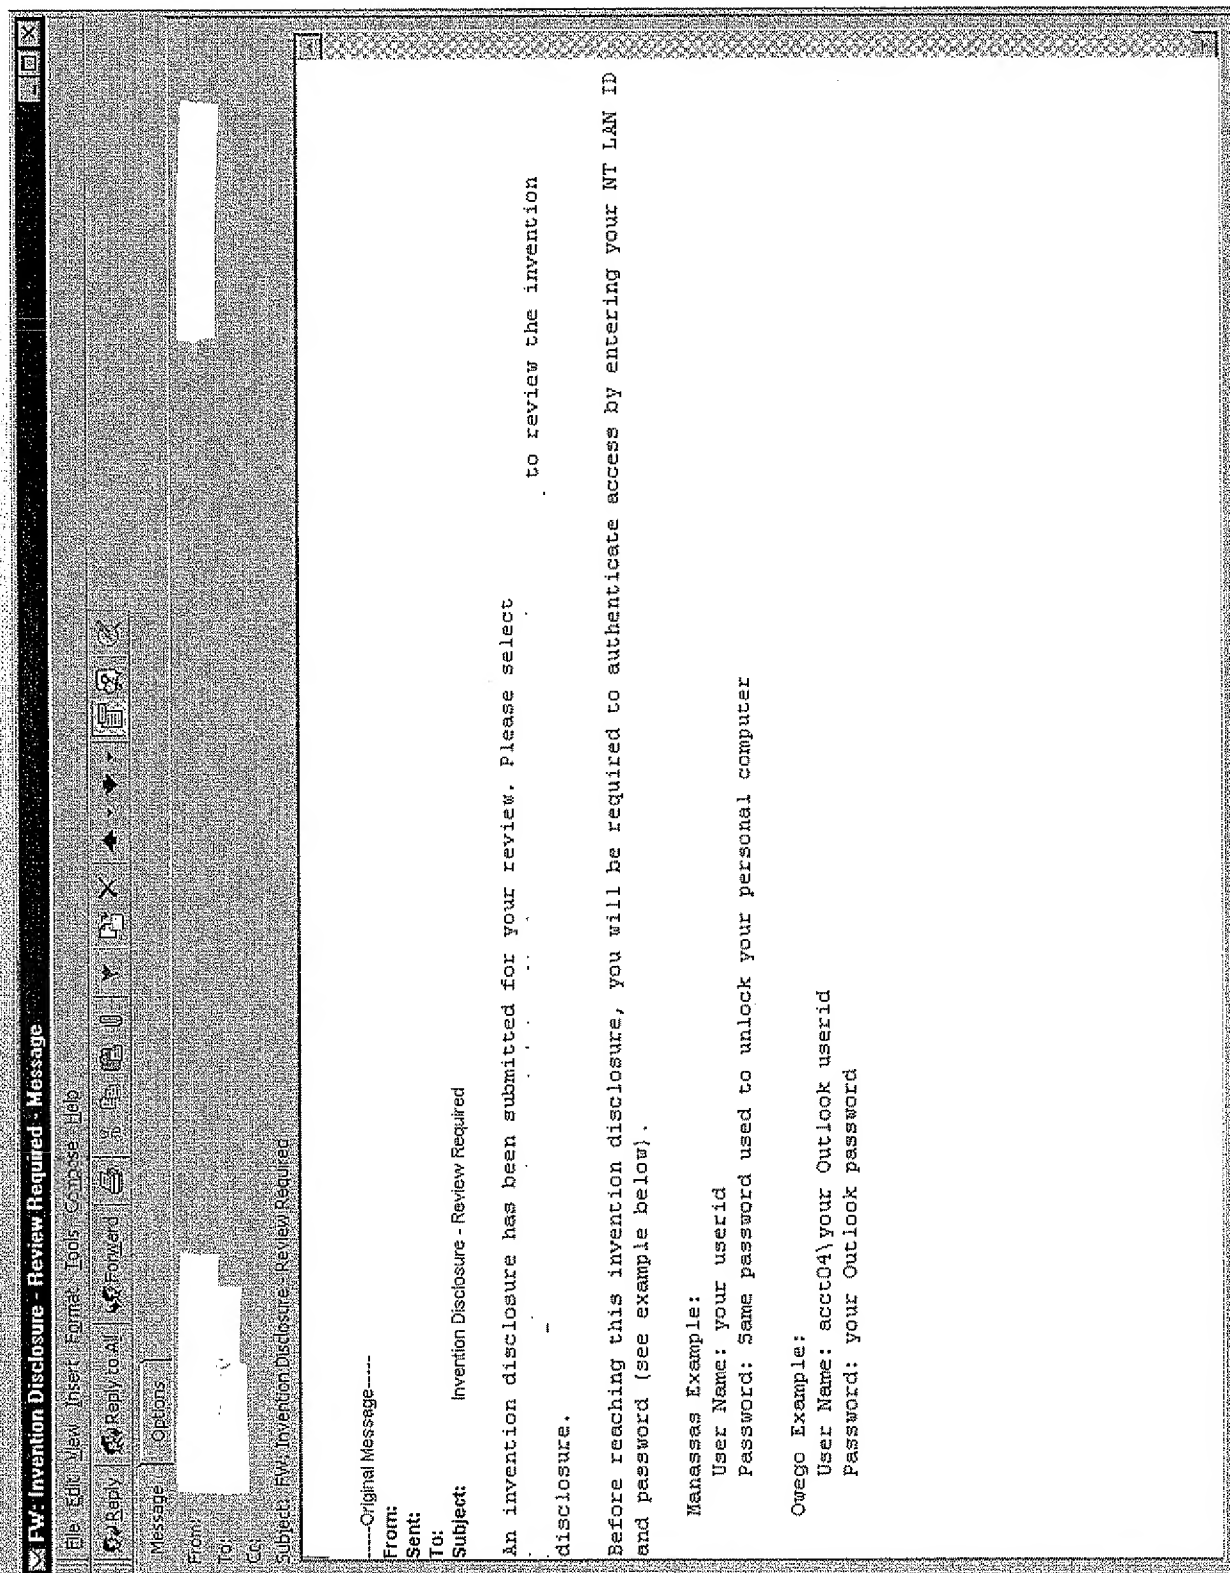 FW: Invention Disclosure - Review Required - Message
File Edit View Insert Format Tools Compose Help
Reply Reply to All Forward
Message Options
From:
To:
Cc:
Subject: FW: Invention Disclosure - Review Required
-----Original Message-----
From:
Sent:
To:
Subject: Invention Disclosure - Review Required
An invention disclosure has been submitted for your review. Please select
to review the invention
disclosure.
Before reaching this invention disclosure, you will be required to authenticate access by entering your NT LAN ID
and password (see example below).
Manassas Example:
User Name: your userid
Password: Same password used to unlock your personal computer
Owego Example:
User Name: acct04\your Outlook userid
Password: your Outlook password